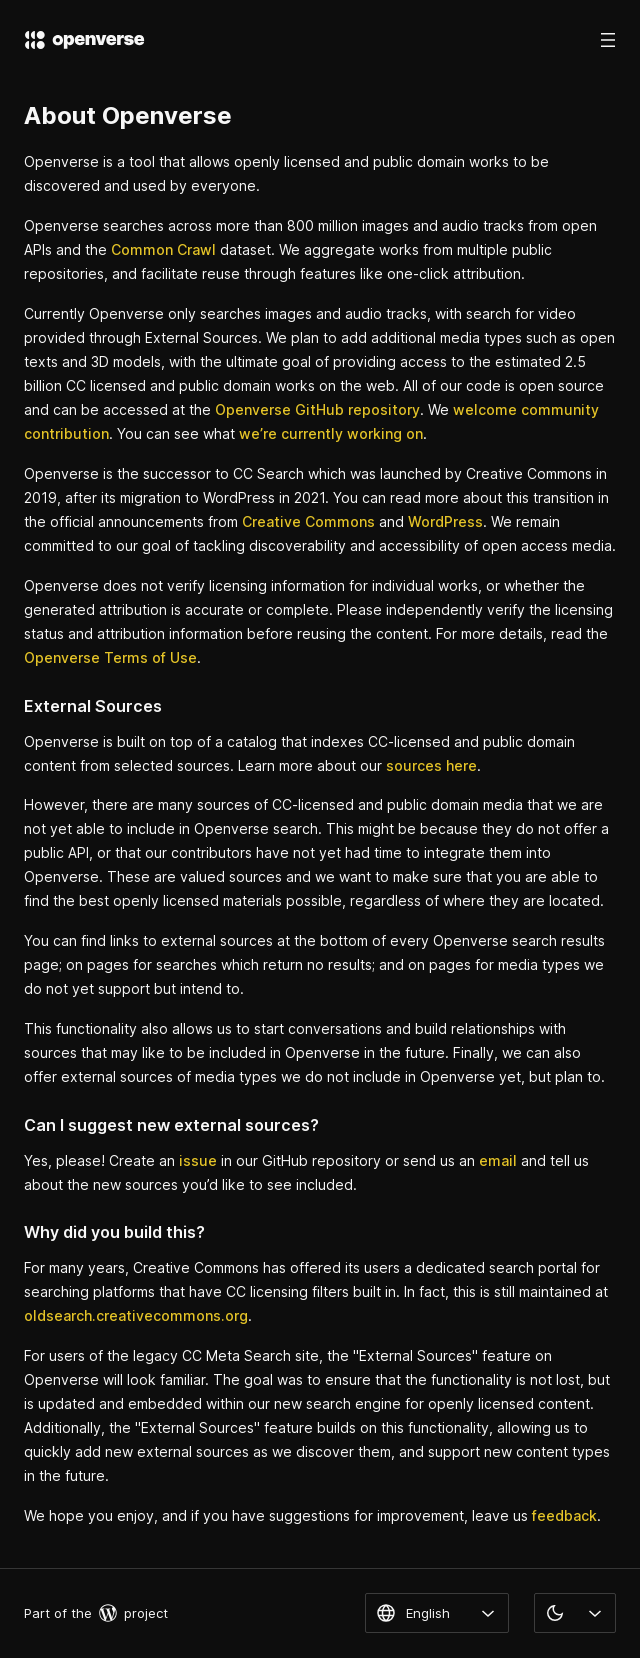 openverse
About Openverse
Openverse is a tool that allows openly licensed and public domain works to be
discovered and used by everyone.
Openverse searches across more than 800 million images and audio tracks from open
APIs and the Common Crawl dataset. We aggregate works from multiple public
repositories, and facilitate reuse through features like one-click attribution.
Currently Openverse only searches images and audio tracks, with search for video
provided through External Sources. We plan to add additional media types such as open
texts and 3D models, with the ultimate goal of providing access to the estimated 2.5
billion CC licensed and public domain works on the web. All of our code is open source
and can be accessed at the Openverse GitHub repository. We welcome community
contribution. You can see what we’re currently working on.
Openverse is the successor to CC Search which was launched by Creative Commons in
2019, after its migration to WordPress in 2021. You can read more about this transition in
the official announcements from Creative Commons and WordPress. We remain
committed to our goal of tackling discoverability and accessibility of open access media.
Openverse does not verify licensing information for individual works, or whether the
generated attribution is accurate or complete. Please independently verify the licensing
status and attribution information before reusing the content. For more details, read the
Openverse Terms of Use.
External Sources
Openverse is built on top of a catalog that indexes CC-licensed and public domain
content from selected sources. Learn more about our sources here.
However, there are many sources of CC-licensed and public domain media that we are
not yet able to include in Openverse search. This might be because they do not offer a
public API, or that our contributors have not yet had time to integrate them into
Openverse. These are valued sources and we want to make sure that you are able to
find the best openly licensed materials possible, regardless of where they are located.
You can find links to external sources at the bottom of every Openverse search results
page; on pages for searches which return no results; and on pages for media types we
do not yet support but intend to.
This functionality also allows us to start conversations and build relationships with
sources that may like to be included in Openverse in the future. Finally, we can also
offer external sources of media types we do not include in Openverse yet, but plan to.
Can I suggest new external sources?
Yes, please! Create an issue in our GitHub repository or send us an email and tell us
about the new sources you’d like to see included.
Why did you build this?
For many years, Creative Commons has offered its users a dedicated search portal for
searching platforms that have CC licensing filters built in. In fact, this is still maintained at
oldsearch.creativecommons.org.
For users of the legacy CC Meta Search site, the "External Sources" feature on
Openverse will look familiar. The goal was to ensure that the functionality is not lost, but
is updated and embedded within our new search engine for openly licensed content.
Additionally, the "External Sources" feature builds on this functionality, allowing us to
quickly add new external sources as we discover them, and support new content types
in the future.
We hope you enjoy, and if you have suggestions for improvement, leave us feedback.
Part of the project
English